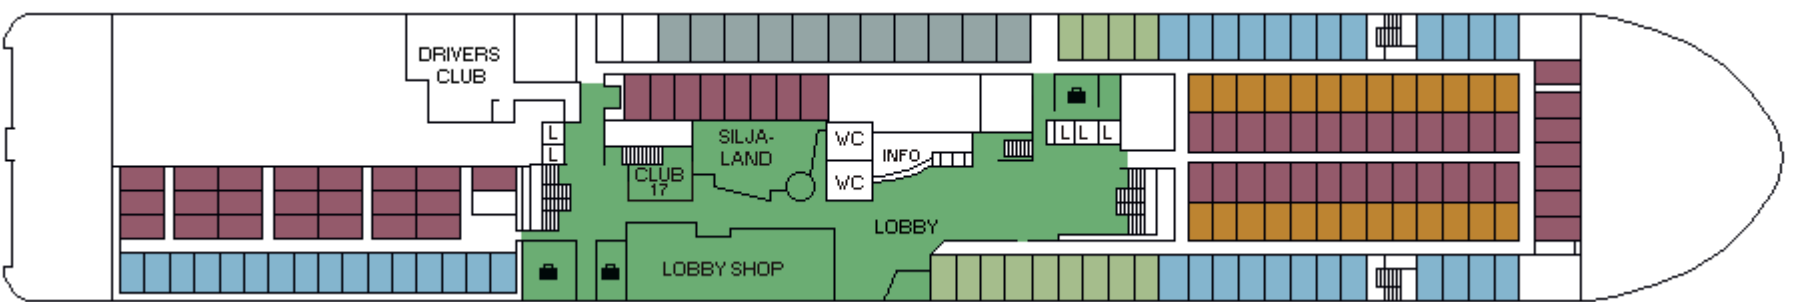 DRIVERS
CLUB
L
L
SILJA-
LAND
WC
WC
INFO
L L L
CLUB
17
LOBBY
LOBBY SHOP